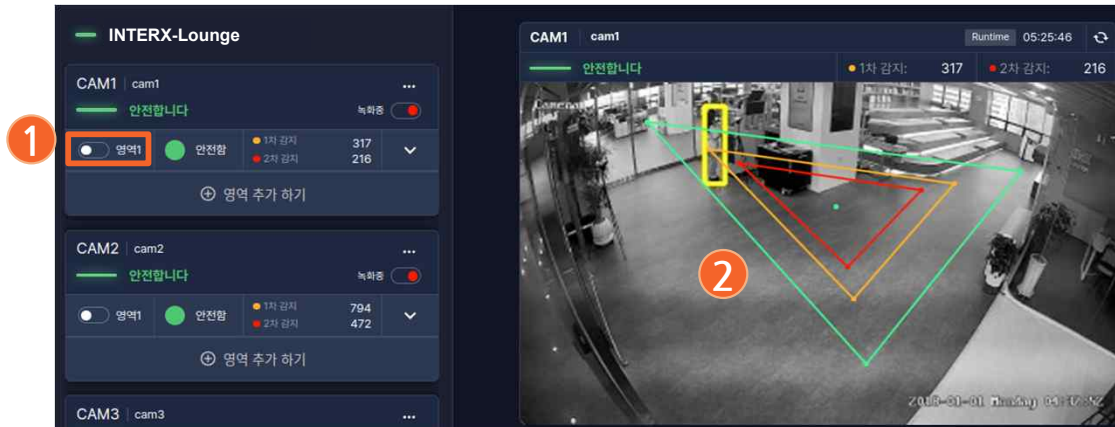 INTERX-Lounge
CAM1 cam1
안전합니다
녹화중
1
영역1
안전함
1차 감지 317
2차 감지 216
영역 추가 하기
CAM2 cam2
안전합니다
녹화중
영역1
안전함
1차 감지 794
2차 감지 472
영역 추가 하기
CAM3 cam3
CAM1 cam1
Runtime 05:25:46
안전합니다
1차 감지: 317
2차 감지: 216
2
Monday